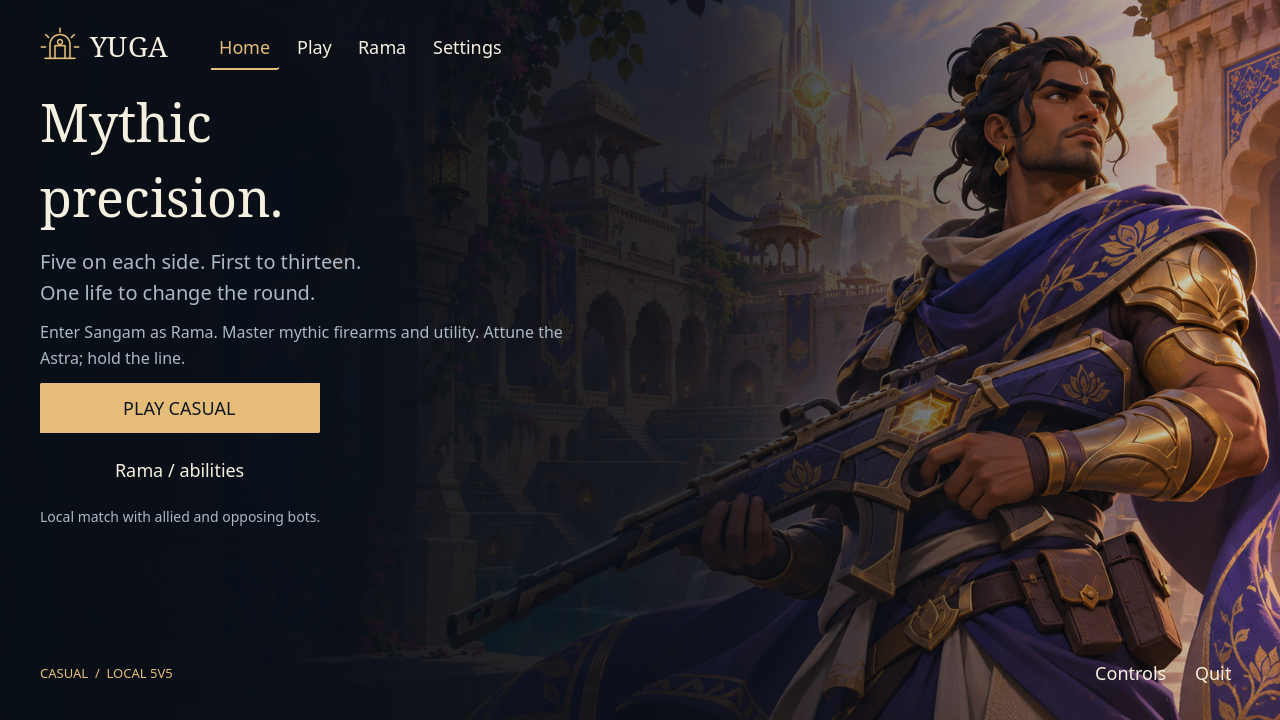 YUGA
Home
Play
Rama
Settings
Mythic
precision.
Five on each side. First to thirteen.
One life to change the round.
Enter Sangam as Rama. Master mythic firearms and utility. Attune the
Astra; hold the line.
PLAY CASUAL
Rama / abilities
Local match with allied and opposing bots.
CASUAL / LOCAL 5V5
Controls
Quit